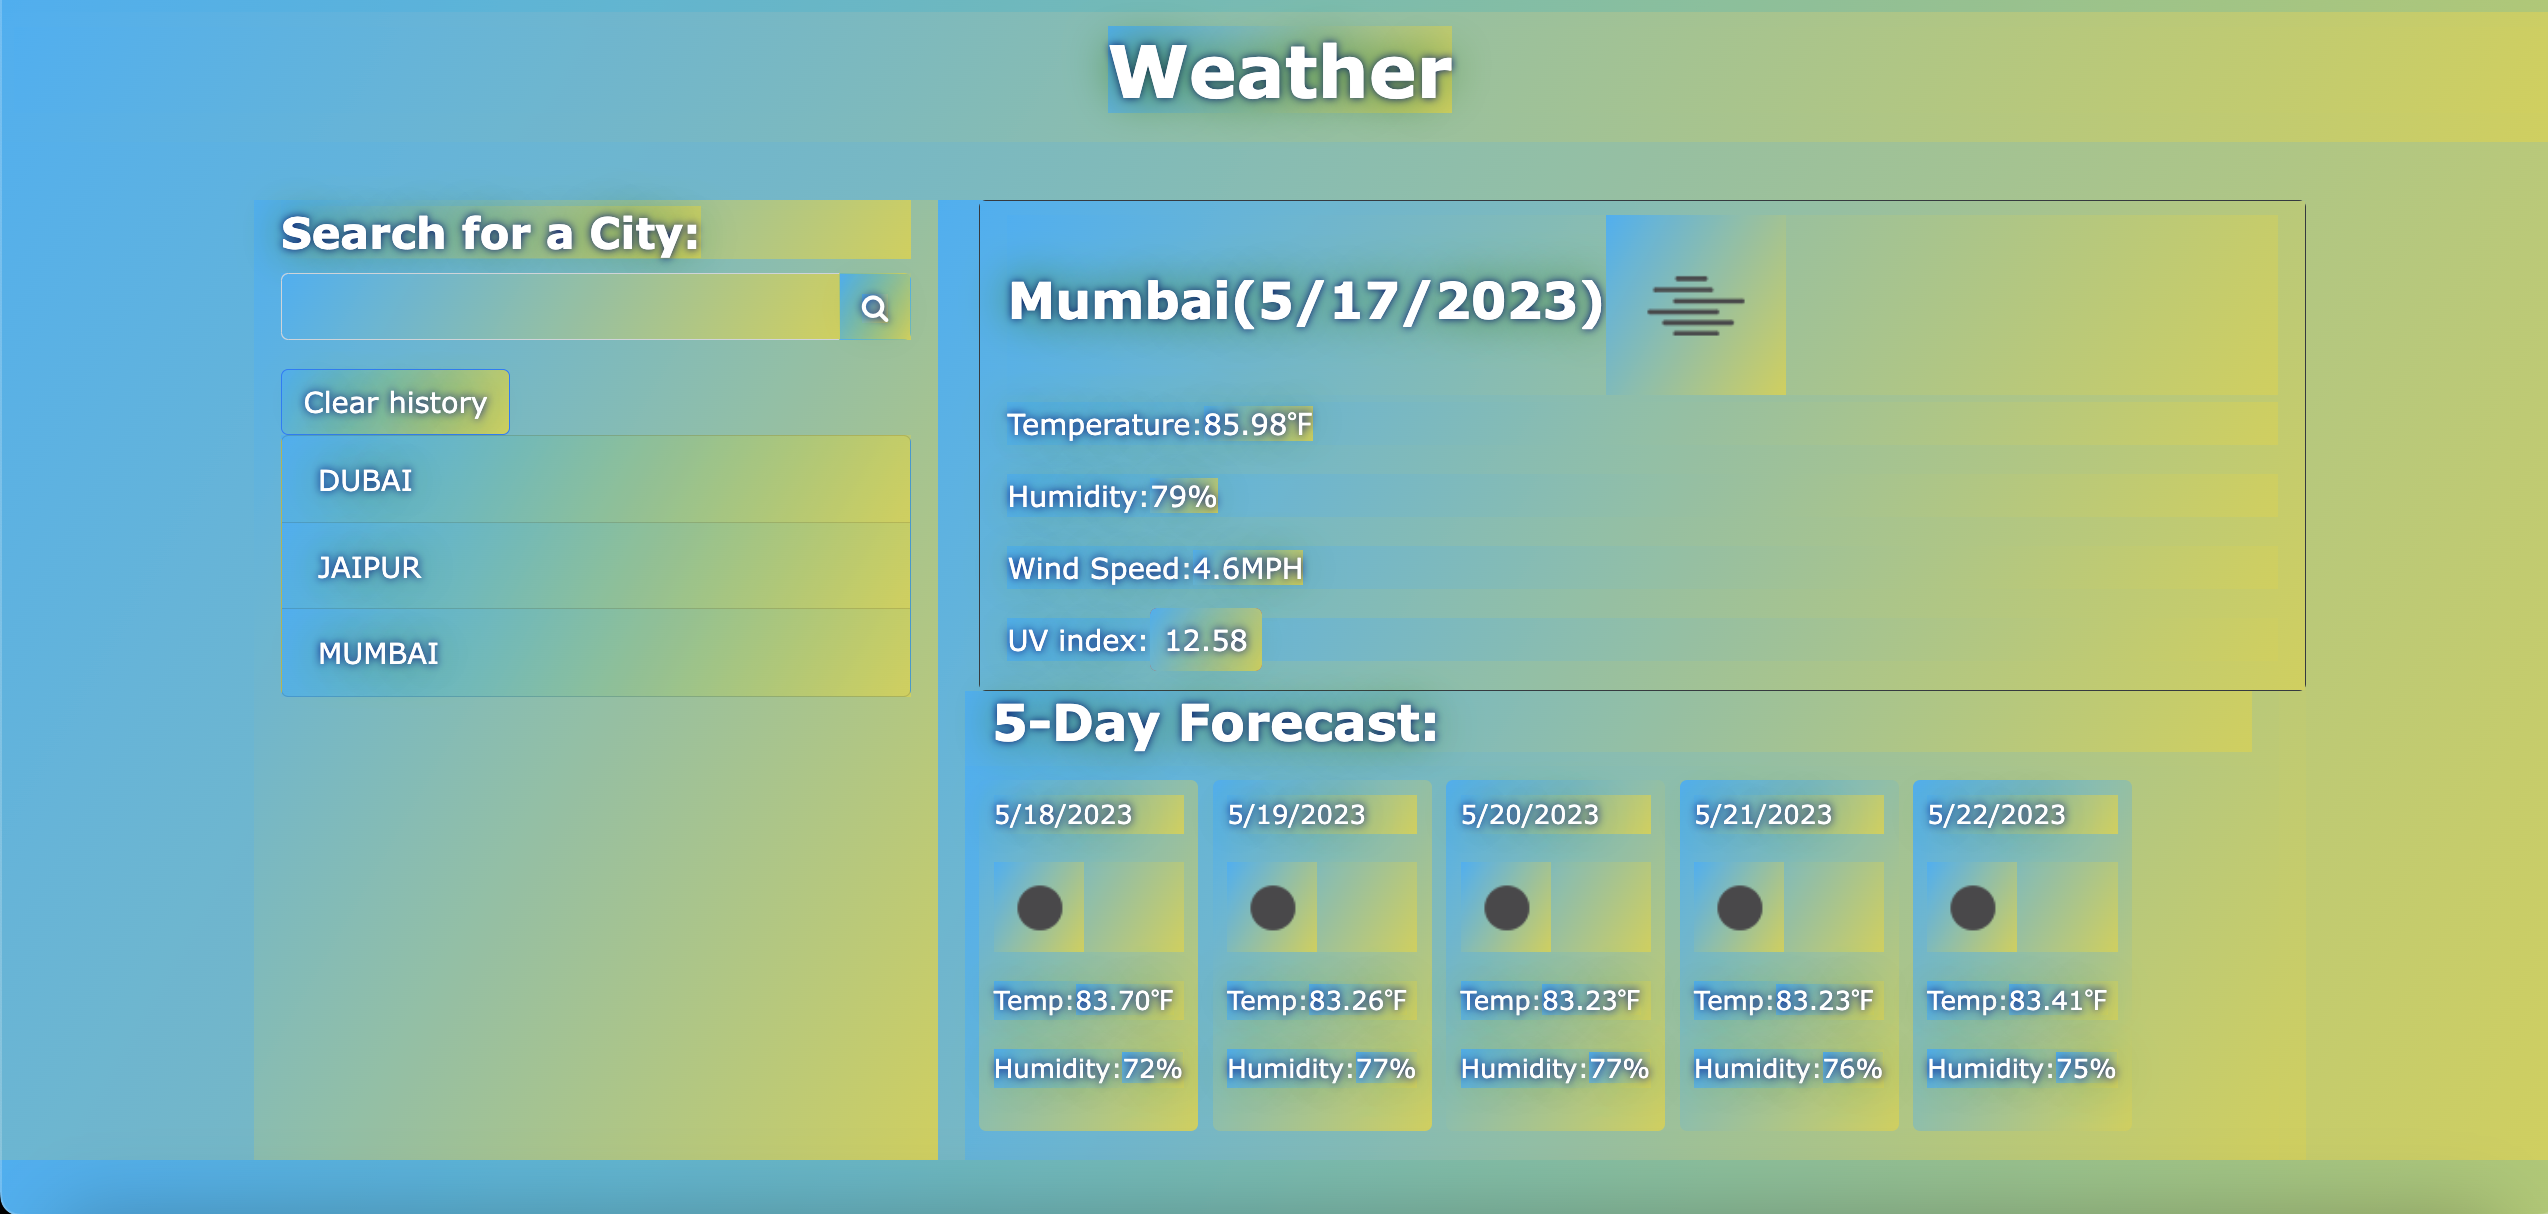 Weather
Search for a City:
Clear history
DUBAI
JAIPUR
MUMBAI
Mumbai(5/17/2023)
Temperature:85.98°F
Humidity:79%
Wind Speed:4.6MPH
UV index: 12.58
5-Day Forecast:
5/18/2023
Temp:83.70°F
Humidity:72%
5/19/2023
Temp:83.26°F
Humidity:77%
5/20/2023
Temp:83.23°F
Humidity:77%
5/21/2023
Temp:83.23°F
Humidity:76%
5/22/2023
Temp:83.41°F
Humidity:75%